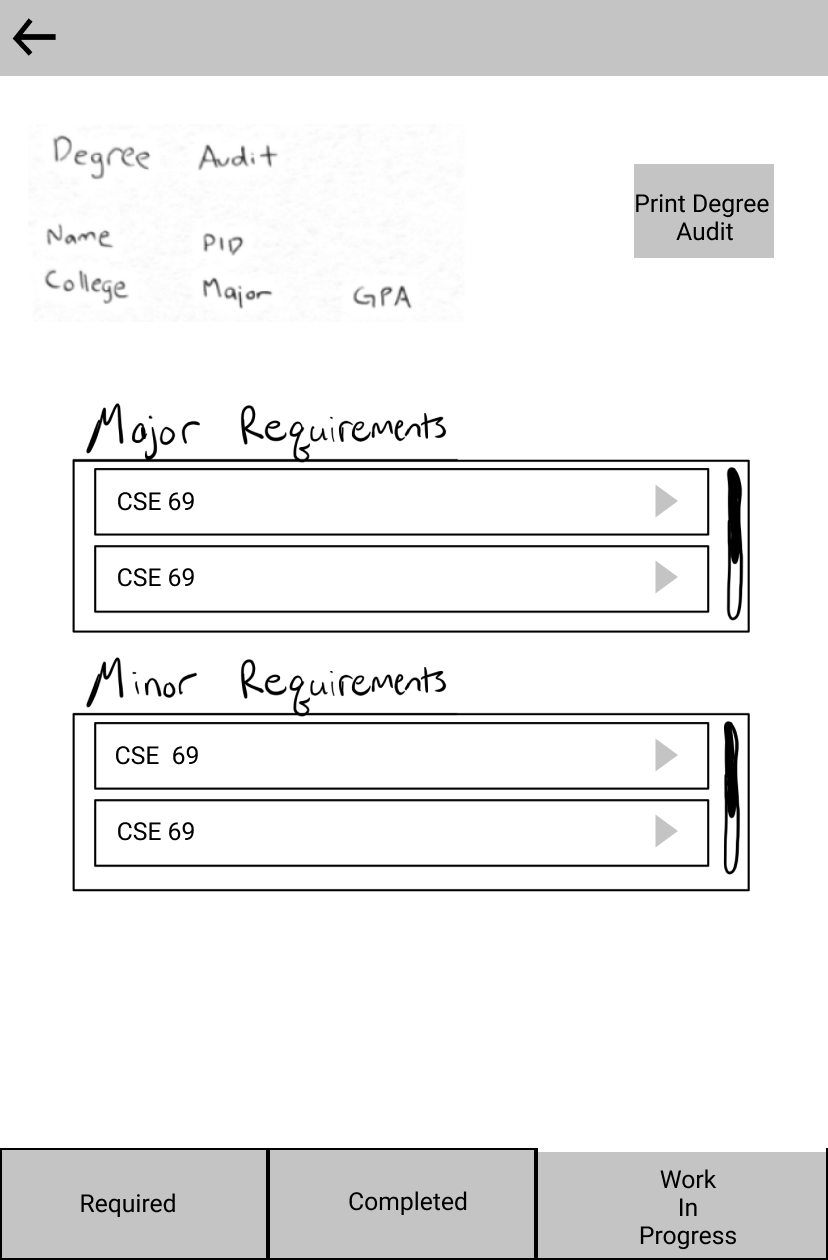 Degree Audit
Print Degree
Audit
Name PID
College Major GPA
Major Requirements
CSE 69
CSE 69
Minor Requirements
CSE  69
CSE 69
Required
Completed
Work
In
Progress